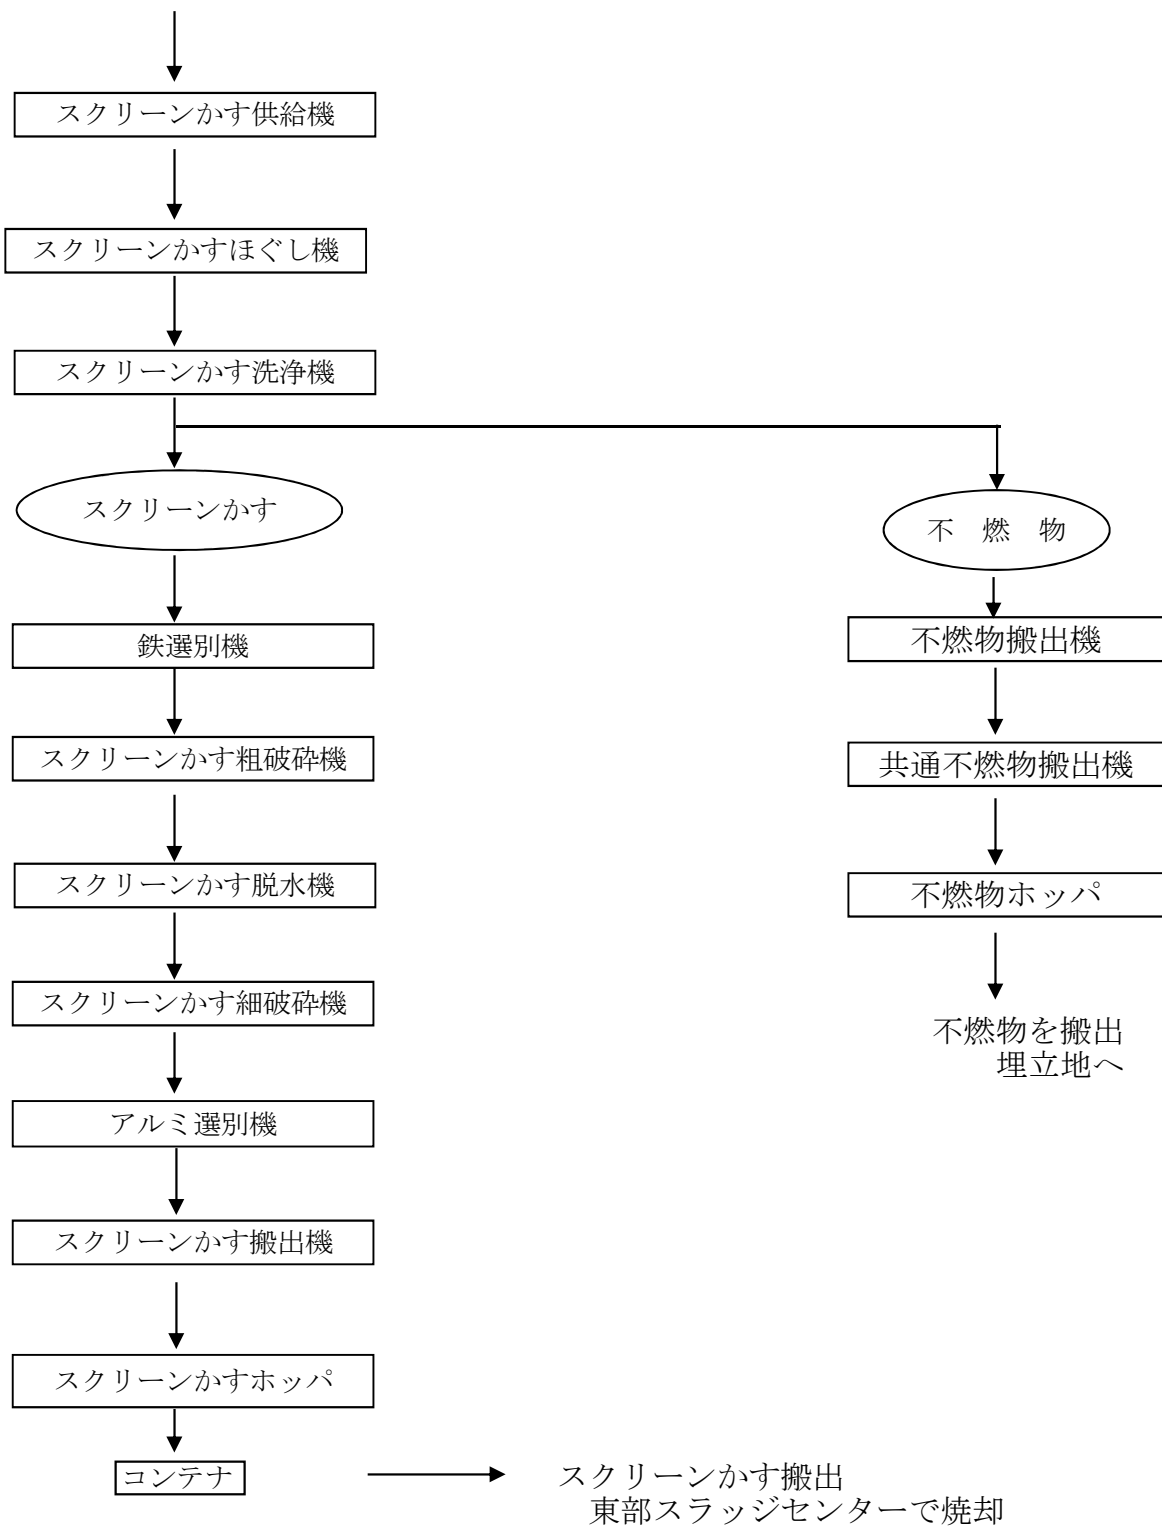 スクリーンかす供給機
スクリーンかすほぐし機
スクリーンかす洗浄機
スクリーンかす
鉄選別機
スクリーンかす粗破砕機
スクリーンかす脱水機
スクリーンかす細破砕機
アルミ選別機
スクリーンかす搬出機
スクリーンかすホッパ
コンテナ
スクリーンかす搬出
東部スラッジセンターで焼却
不　燃　物
不燃物搬出機
共通不燃物搬出機
不燃物ホッパ
不燃物を搬出
埋立地へ